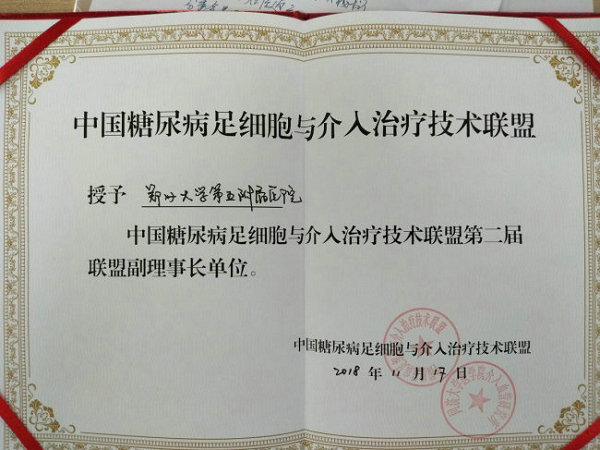 中国糖尿病足细胞与介入治疗技术联盟
授予 郑州大学第五附属医院
中国糖尿病足细胞与介入治疗技术联盟第二届
联盟副理事长单位。
中国糖尿病足细胞与介入治疗技术联盟
2018 年 11 月 17 日